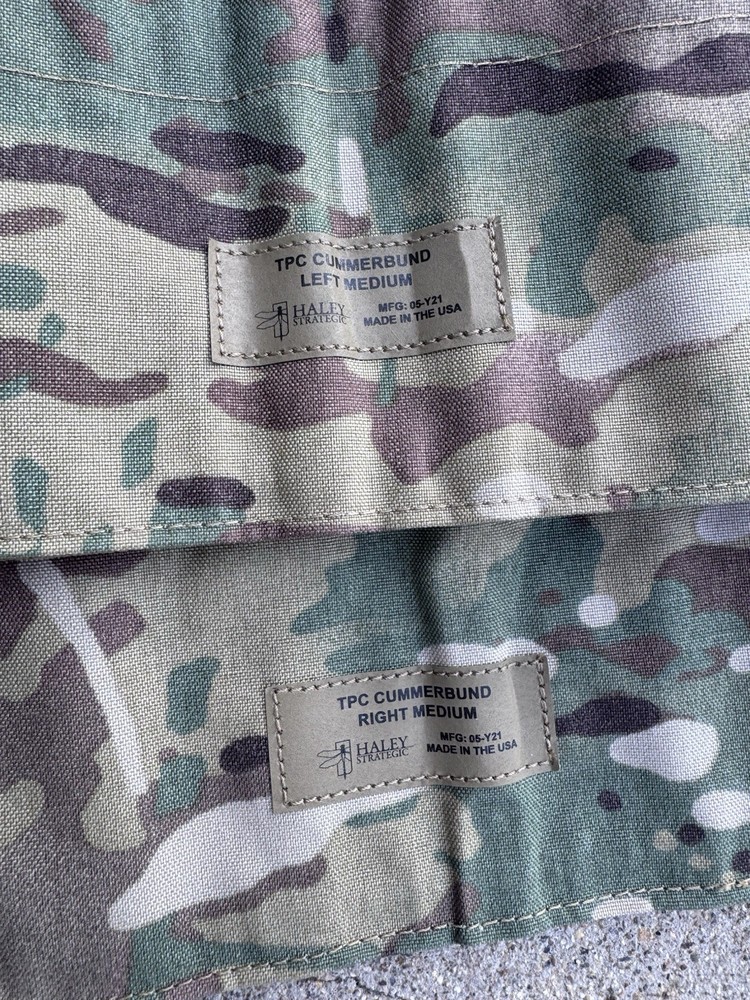 TPC CUMMERBUND
LEFT MEDIUM
HALEY
STRATEGIC
MFG: 05-Y21
MADE IN THE USA
TPC CUMMERBUND
RIGHT MEDIUM
HALEY
STRATEGIC
MFG: 05-Y21
MADE IN THE USA